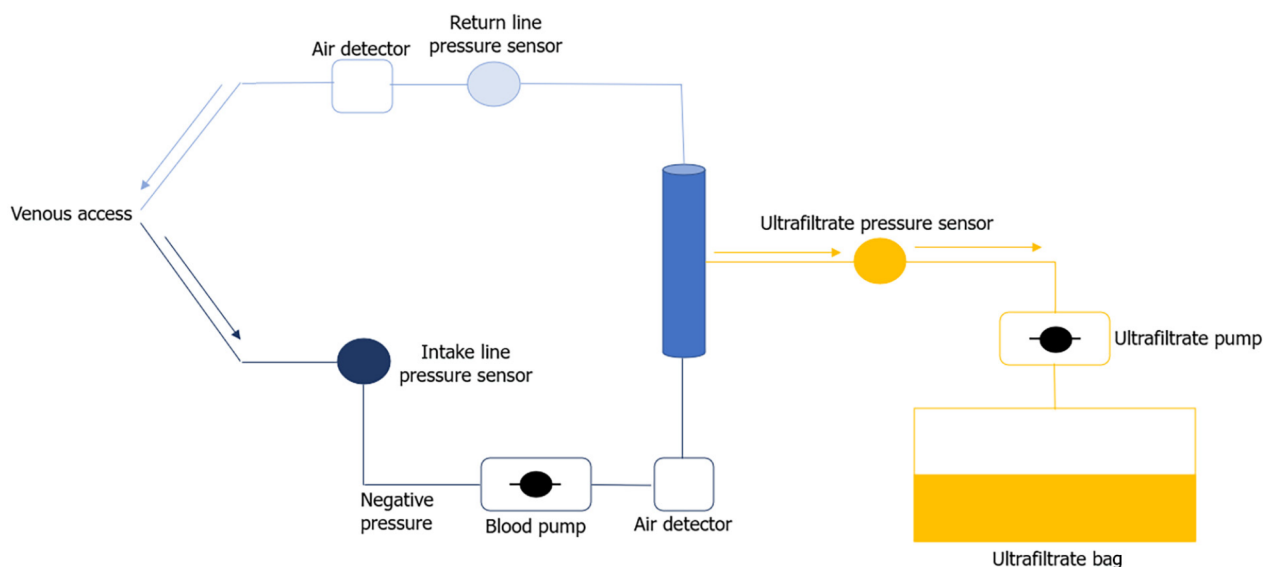 Return line
pressure sensor
Air detector
Venous access
Ultrafiltrate pressure sensor
Intake line
pressure sensor
Ultrafiltrate pump
Negative
pressure
Blood pump
Air detector
Ultrafiltrate bag